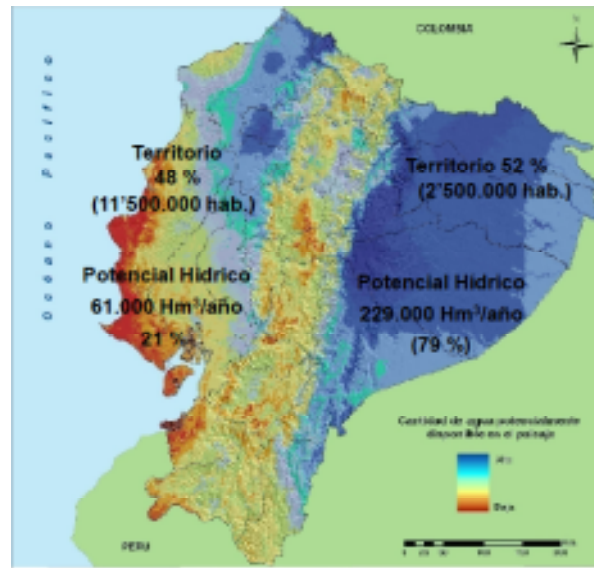 COLOMBIA
Territorio
48 %
(11'500.000 hab.)
Territorio 52 %
(2'500.000 hab.)
Potencial Hídrico
61.000 Hm³/año
21 %
Potencial Hídrico
229.000 Hm³/año
(79 %)
Cantidad de agua potencialmente
disponible en el paisaje
Alto
Bajo
PERU